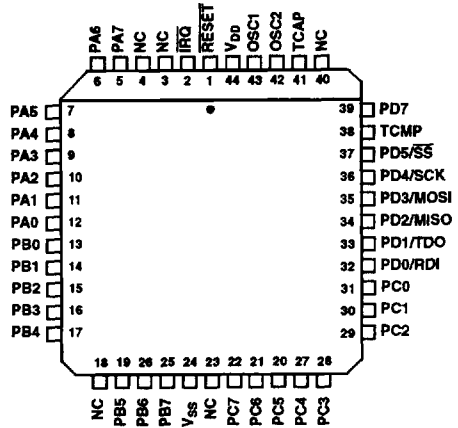 PA6 PA7 NC NC I̅R̅Q̅ R̅E̅S̅E̅T̅ VDD OSC1 OSC2 TCAP NC
6 5 4 3 2 1 44 43 42 41 40
PA5 7
PA4 8
PA3 9
PA2 10
PA1 11
PA0 12
PB0 13
PB1 14
PB2 15
PB3 16
PB4 17
39 PD7
38 TCMP
37 PD5/S̅S̅
36 PD4/SCK
35 PD3/MOSI
34 PD2/MISO
33 PD1/TDO
32 PD0/RDI
31 PC0
30 PC1
29 PC2
18 19 26 25 24 23 22 21 20 27 28
NC PB5 PB6 PB7 VSS NC PC7 PC6 PC5 PC4 PC3